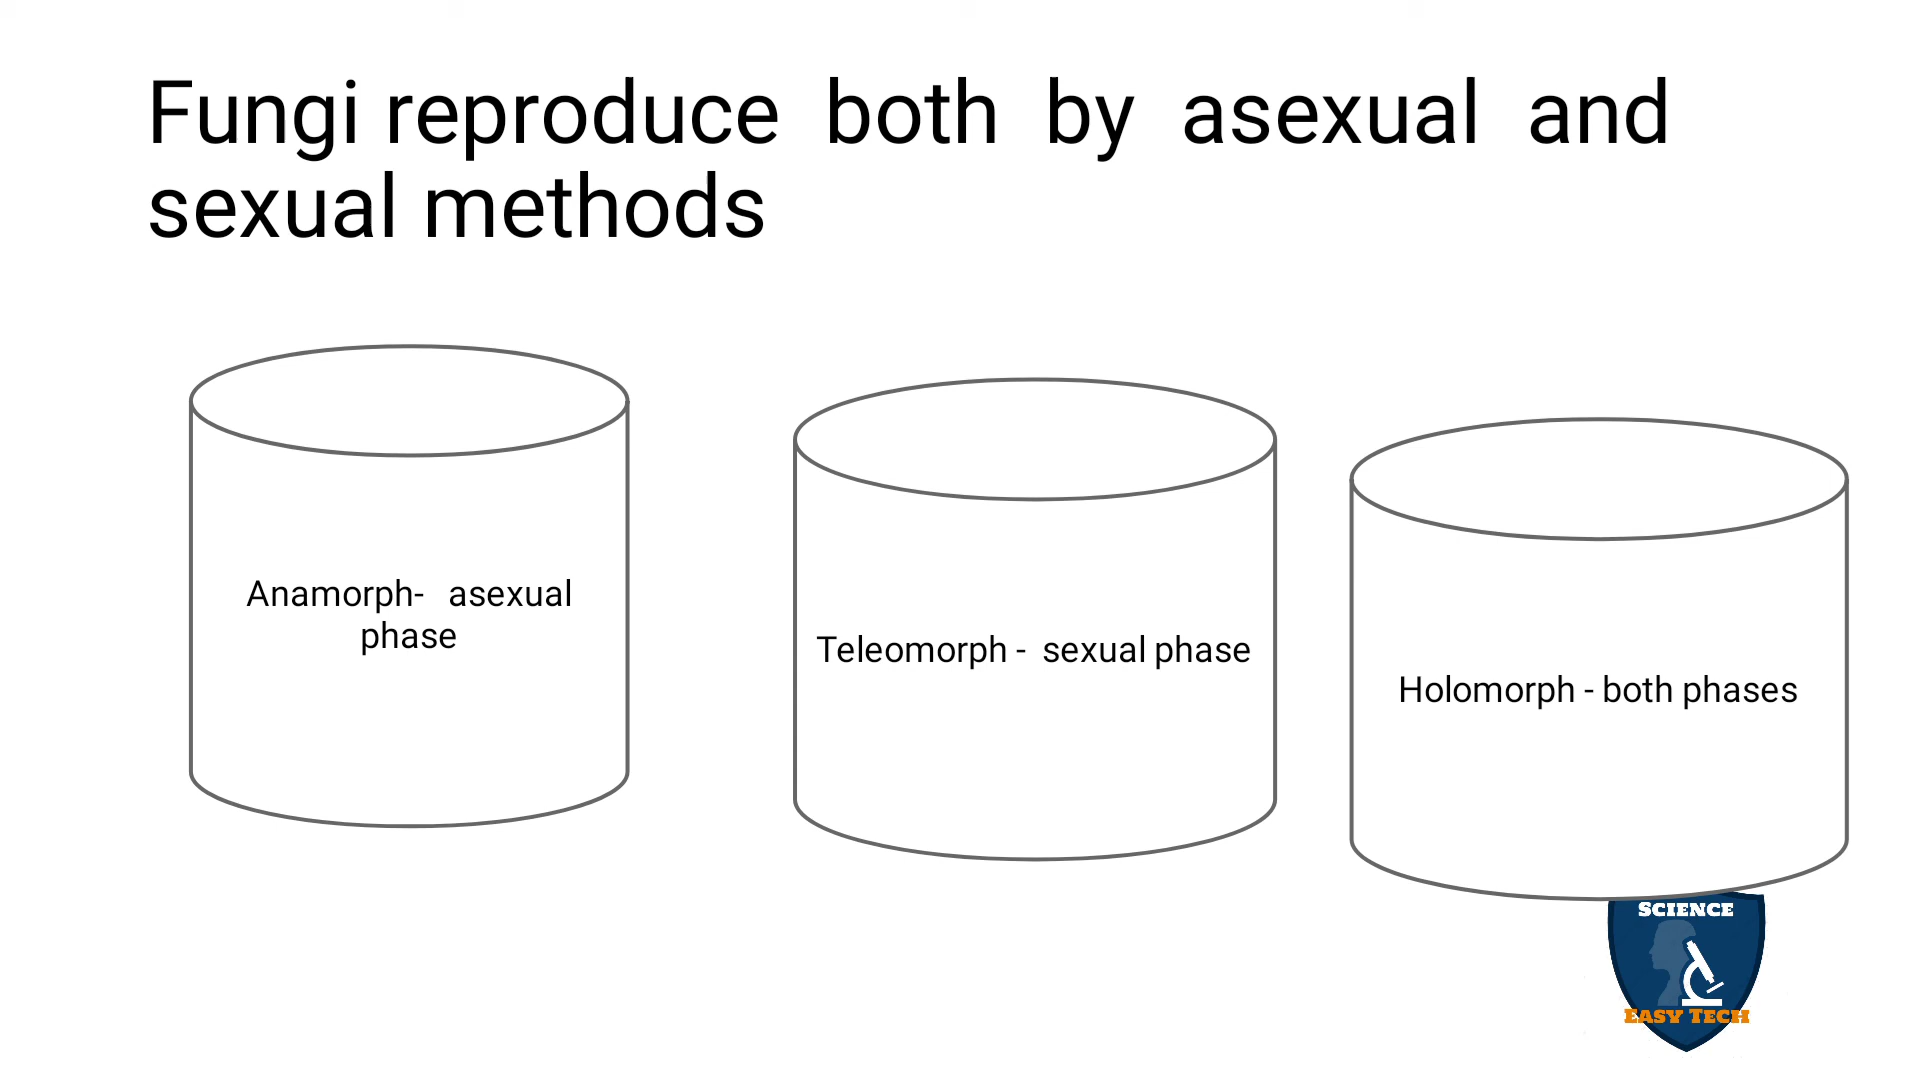 Fungi reproduce both by asexual and
sexual methods
Anamorph- asexual
phase
Teleomorph - sexual phase
Holomorph - both phases
SCIENCE
EASY TECH